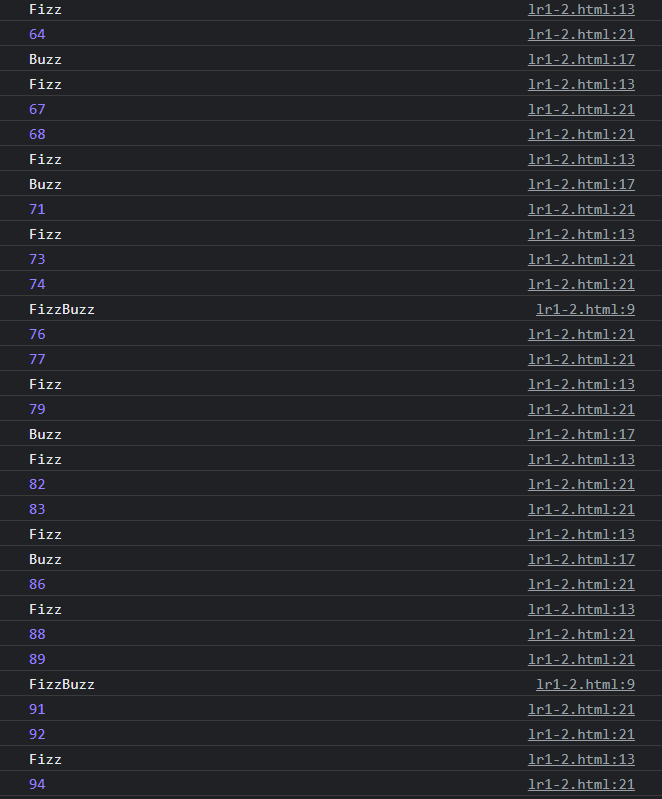 Fizz lr1-2.html:13
64 lr1-2.html:21
Buzz lr1-2.html:17
Fizz lr1-2.html:13
67 lr1-2.html:21
68 lr1-2.html:21
Fizz lr1-2.html:13
Buzz lr1-2.html:17
71 lr1-2.html:21
Fizz lr1-2.html:13
73 lr1-2.html:21
74 lr1-2.html:21
FizzBuzz lr1-2.html:9
76 lr1-2.html:21
77 lr1-2.html:21
Fizz lr1-2.html:13
79 lr1-2.html:21
Buzz lr1-2.html:17
Fizz lr1-2.html:13
82 lr1-2.html:21
83 lr1-2.html:21
Fizz lr1-2.html:13
Buzz lr1-2.html:17
86 lr1-2.html:21
Fizz lr1-2.html:13
88 lr1-2.html:21
89 lr1-2.html:21
FizzBuzz lr1-2.html:9
91 lr1-2.html:21
92 lr1-2.html:21
Fizz lr1-2.html:13
94 lr1-2.html:21